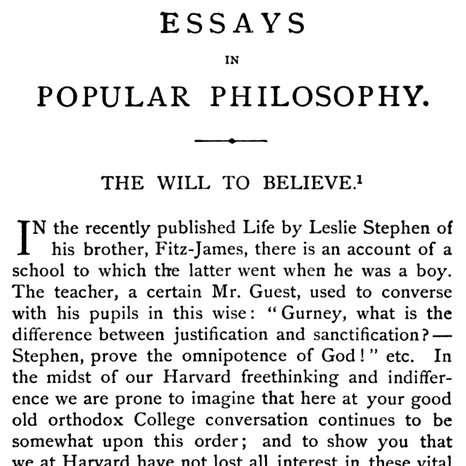 ESSAYS
IN
POPULAR PHILOSOPHY.
THE WILL TO BELIEVE.¹
IN the recently published Life by Leslie Stephen of
his brother, Fitz-James, there is an account of a
school to which the latter went when he was a boy.
The teacher, a certain Mr. Guest, used to converse
with his pupils in this wise: "Gurney, what is the
difference between justification and sanctification?—
Stephen, prove the omnipotence of God!" etc. In
the midst of our Harvard freethinking and indiffer-
ence we are prone to imagine that here at your good
old orthodox College conversation continues to be
somewhat upon this order; and to show you that
we at Harvard have not lost all interest in these vital